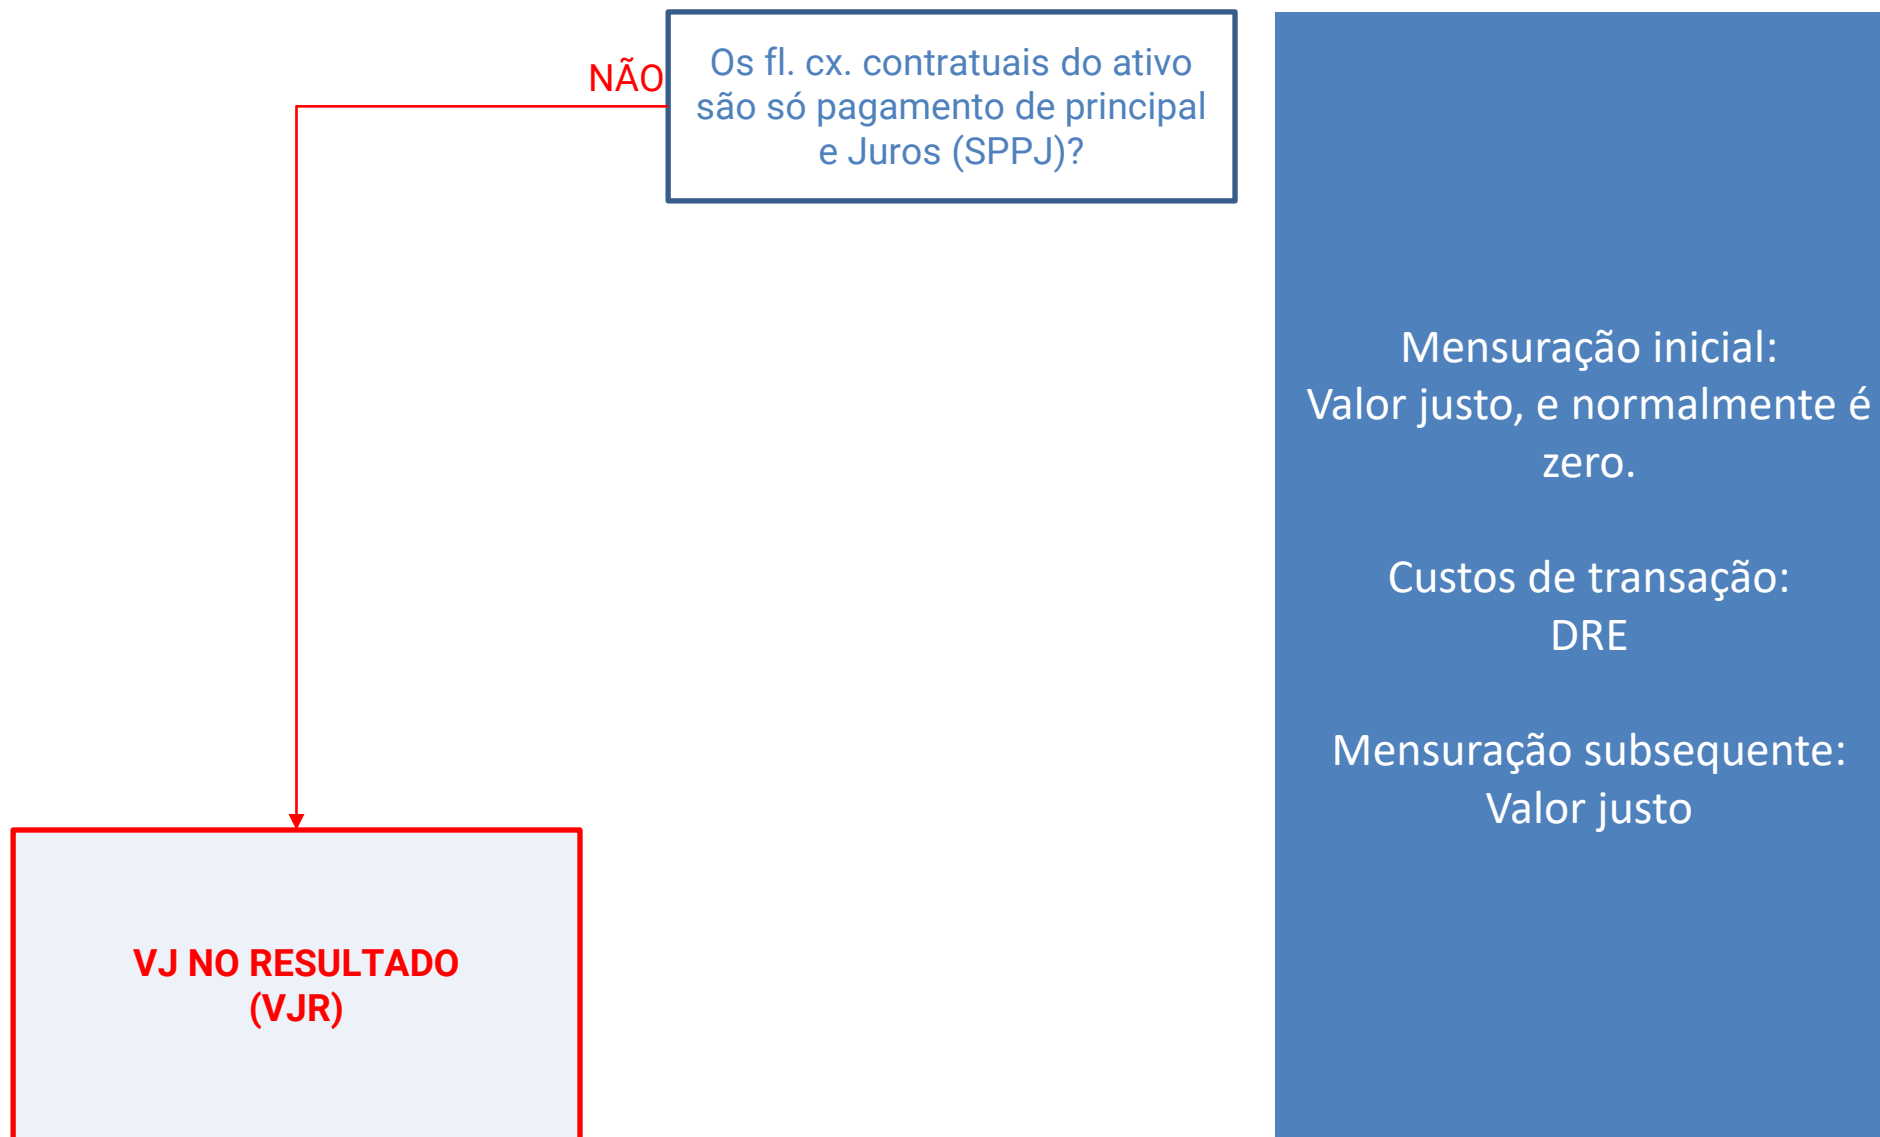 NÃO
Os fl. cx. contratuais do ativo
são só pagamento de principal
e Juros (SPPJ)?
VJ NO RESULTADO
(VJR)
Mensuração inicial:
Valor justo, e normalmente é
zero.
Custos de transação:
DRE
Mensuração subsequente:
Valor justo